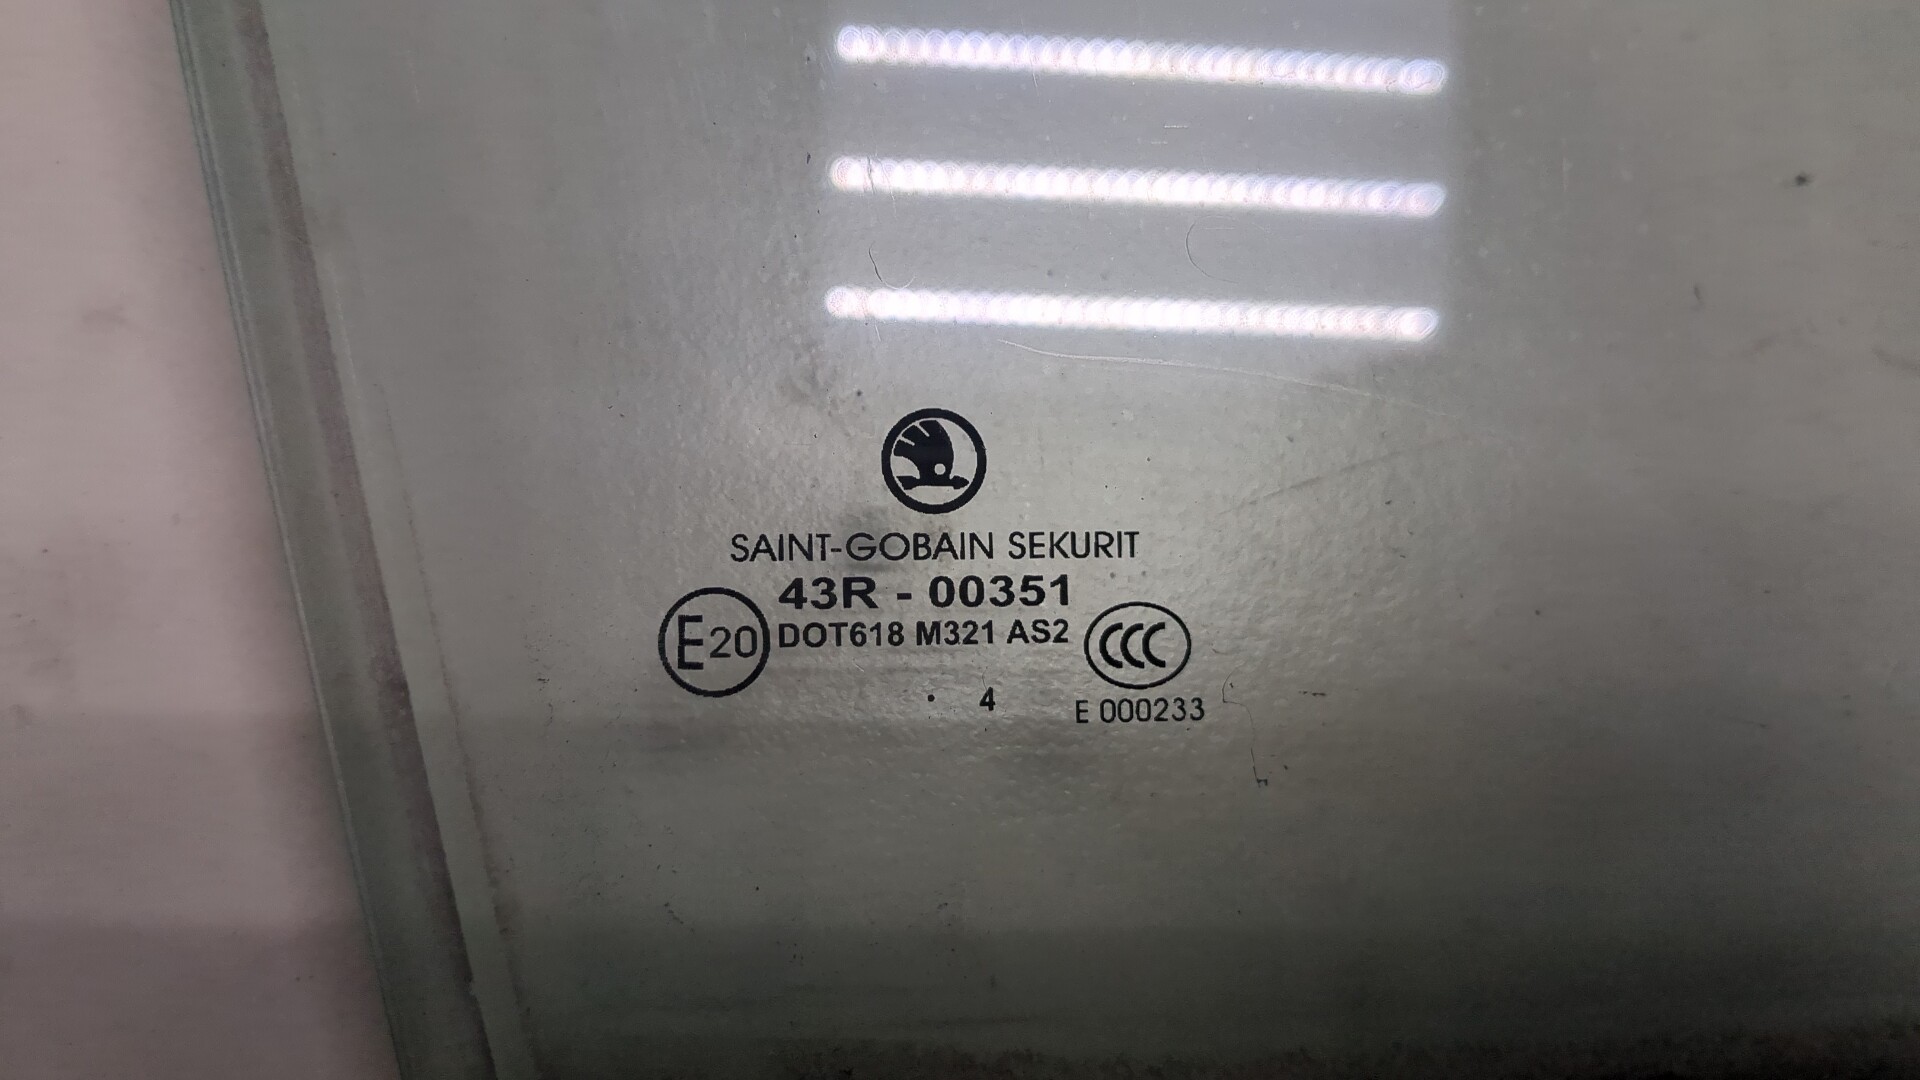 SAINT-GOBAIN SEKURIT
43R - 00351
E20 DOT618 M321 AS2 CCC
. 4
E 000233